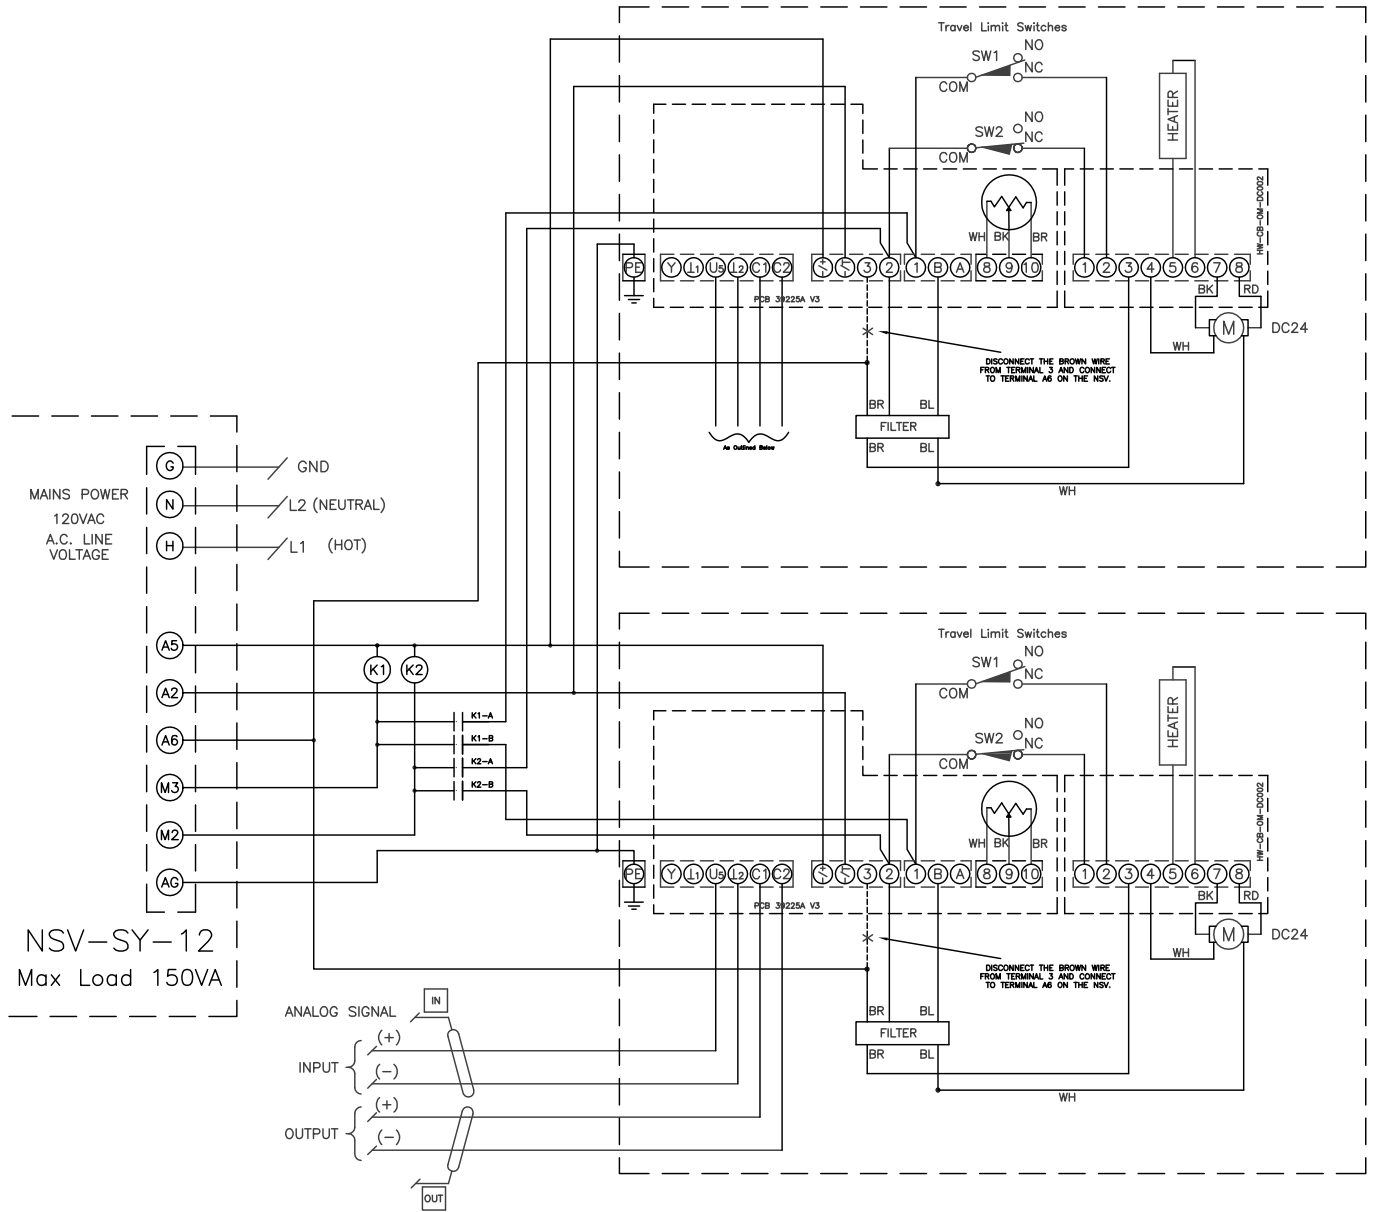 Travel Limit Switches
NO
SW1
NC
COM
NO
SW2
NC
COM
HEATER
HW-CB-OM-DC002
WH BK BR
PE
Y ⊥1 U5 ⊥2 C1 C2
3 2
1 B A
8 9 10
1 2 3 4 5 6 7 8
PCB 39225A V3
BK RD
M
DC24
WH
DISCONNECT THE BROWN WIRE
FROM TERMINAL 3 AND CONNECT
TO TERMINAL A6 ON THE NSV.
BR BL
FILTER
BR BL
WH
As Outlined Below
G
GND
MAINS POWER
120VAC
A.C. LINE
VOLTAGE
N
L2 (NEUTRAL)
H
L1 (HOT)
A5
K1 K2
A2
K1-A
A6
K1-B
K2-A
M3
K2-B
M2
AG
NSV-SY-12
Max Load 150VA
Travel Limit Switches
NO
SW1
NC
COM
NO
SW2
NC
COM
HEATER
HW-CB-OM-DC002
WH BK BR
PE
Y ⊥1 U5 ⊥2 C1 C2
3 2
1 B A
8 9 10
1 2 3 4 5 6 7 8
PCB 39225A V3
BK RD
M
DC24
WH
DISCONNECT THE BROWN WIRE
FROM TERMINAL 3 AND CONNECT
TO TERMINAL A6 ON THE NSV.
BR BL
FILTER
BR BL
WH
ANALOG SIGNAL
IN
(+)
INPUT
(-)
(+)
OUTPUT
(-)
OUT